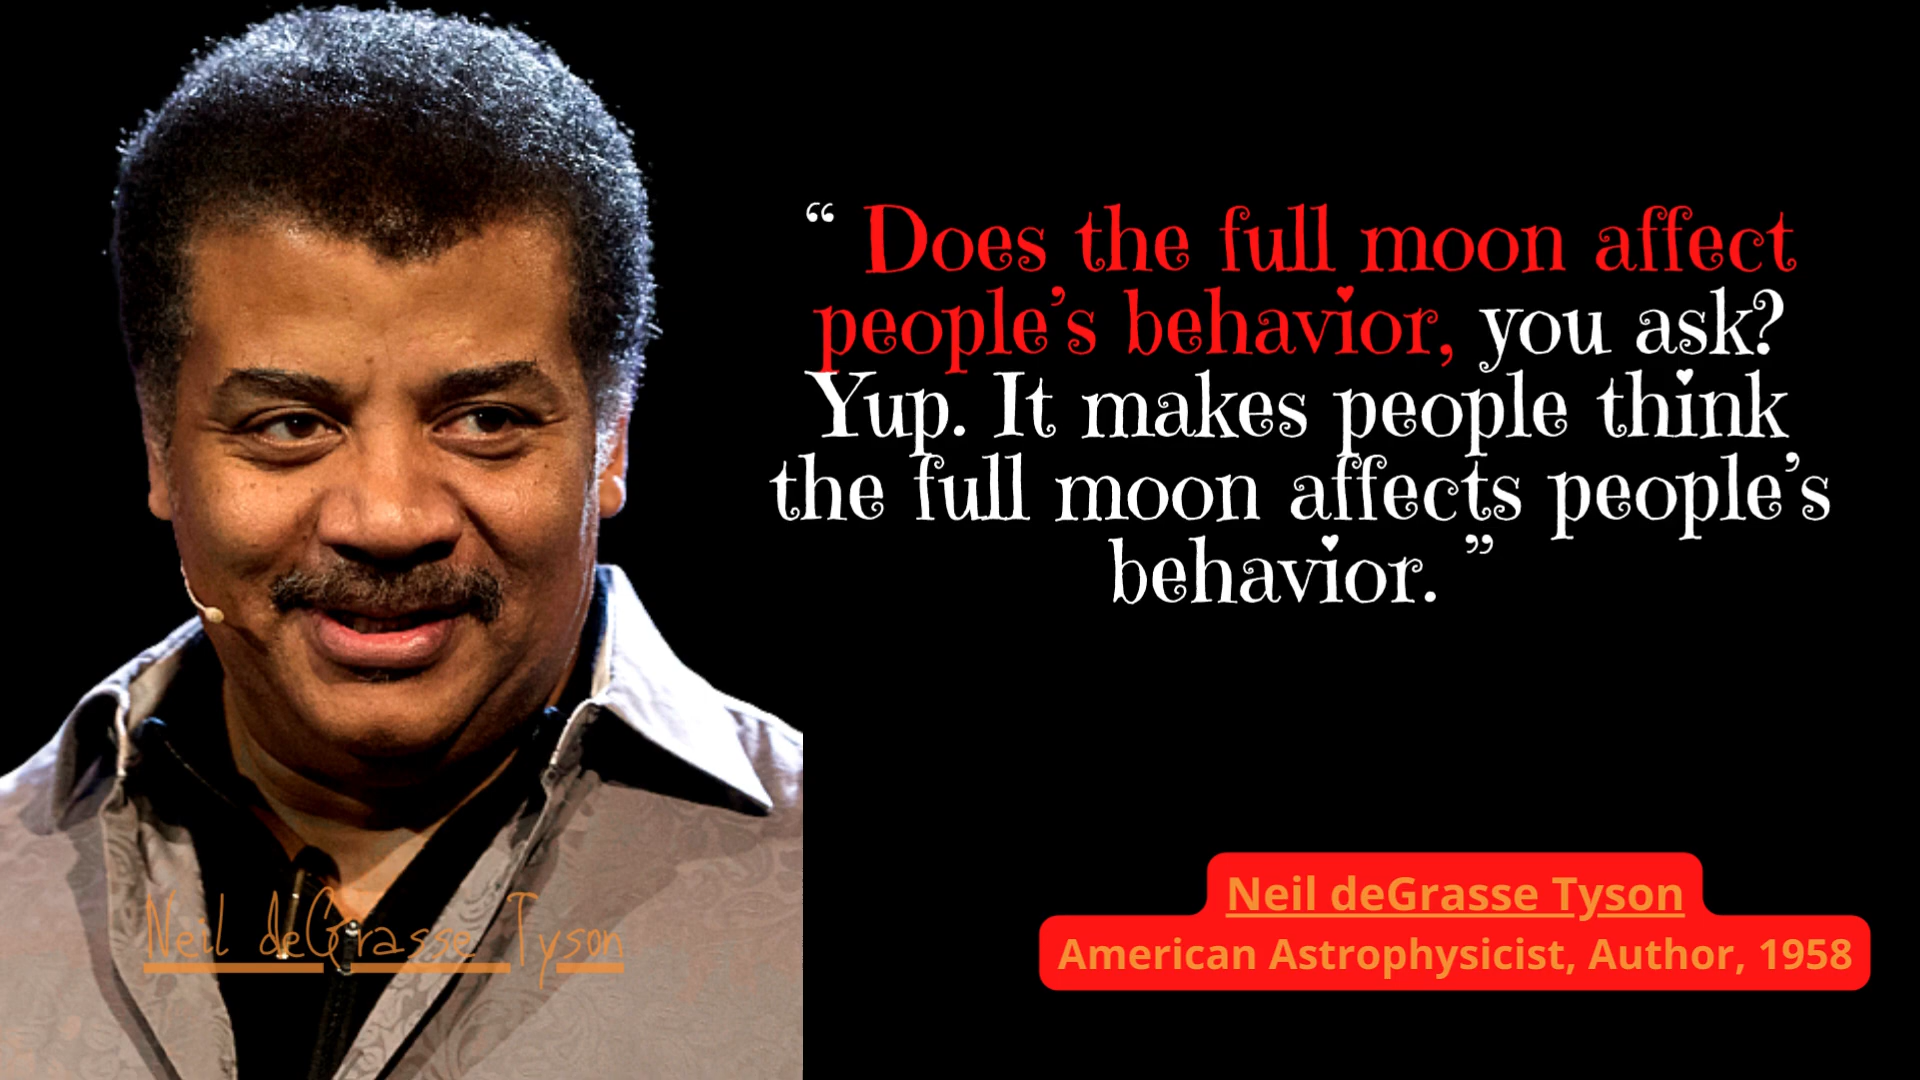 “ Does the full moon affect
people’s behavior, you ask?
Yup. It makes people think
the full moon affects people’s
behavior. ”
Neil deGrasse Tyson
Neil deGrasse Tyson
American Astrophysicist, Author, 1958